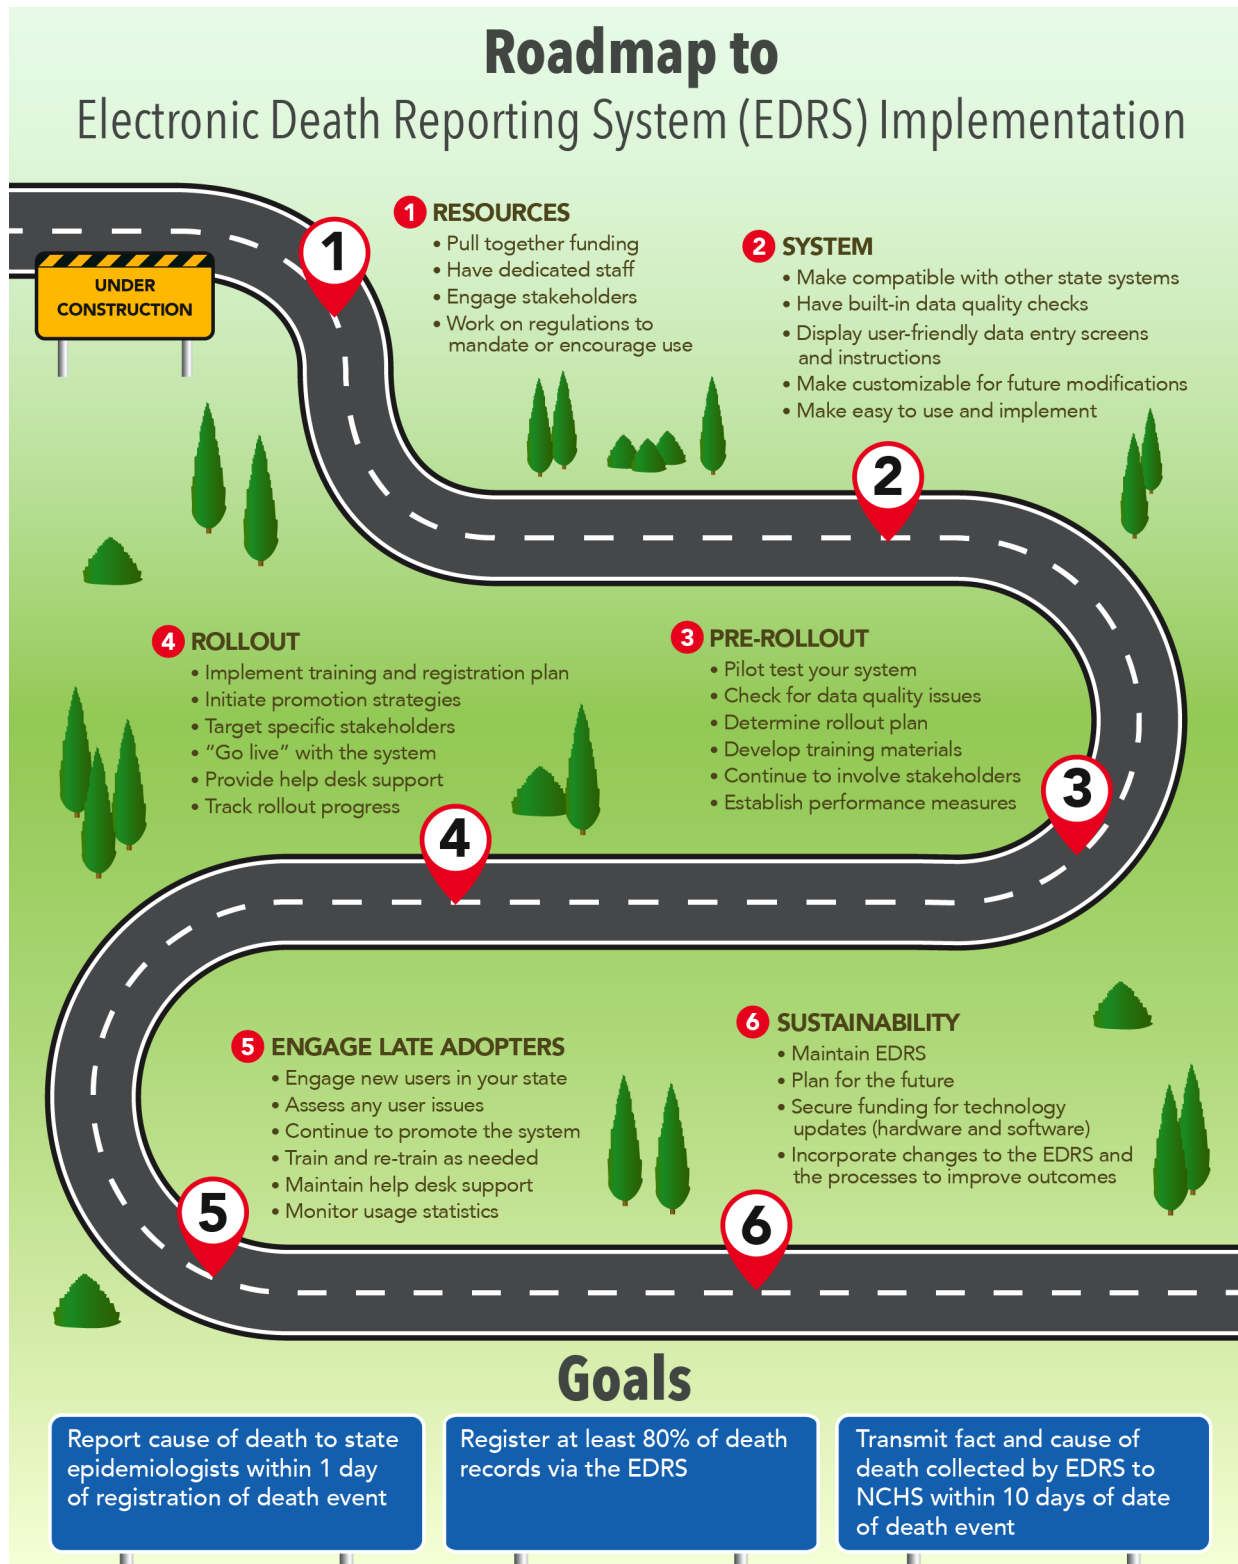 Roadmap to
Electronic Death Reporting System (EDRS) Implementation
UNDER
CONSTRUCTION
1
1 RESOURCES
• Pull together funding
• Have dedicated staff
• Engage stakeholders
• Work on regulations to
mandate or encourage use
2 SYSTEM
• Make compatible with other state systems
• Have built-in data quality checks
• Display user-friendly data entry screens
and instructions
• Make customizable for future modifications
• Make easy to use and implement
2
3 PRE-ROLLOUT
• Pilot test your system
• Check for data quality issues
• Determine rollout plan
• Develop training materials
• Continue to involve stakeholders
• Establish performance measures
3
4 ROLLOUT
• Implement training and registration plan
• Initiate promotion strategies
• Target specific stakeholders
• “Go live” with the system
• Provide help desk support
• Track rollout progress
4
5 ENGAGE LATE ADOPTERS
• Engage new users in your state
• Assess any user issues
• Continue to promote the system
• Train and re-train as needed
• Maintain help desk support
• Monitor usage statistics
5
6 SUSTAINABILITY
• Maintain EDRS
• Plan for the future
• Secure funding for technology
updates (hardware and software)
• Incorporate changes to the EDRS and
the processes to improve outcomes
6
Goals
Report cause of death to state
epidemiologists within 1 day
of registration of death event
Register at least 80% of death
records via the EDRS
Transmit fact and cause of
death collected by EDRS to
NCHS within 10 days of date
of death event